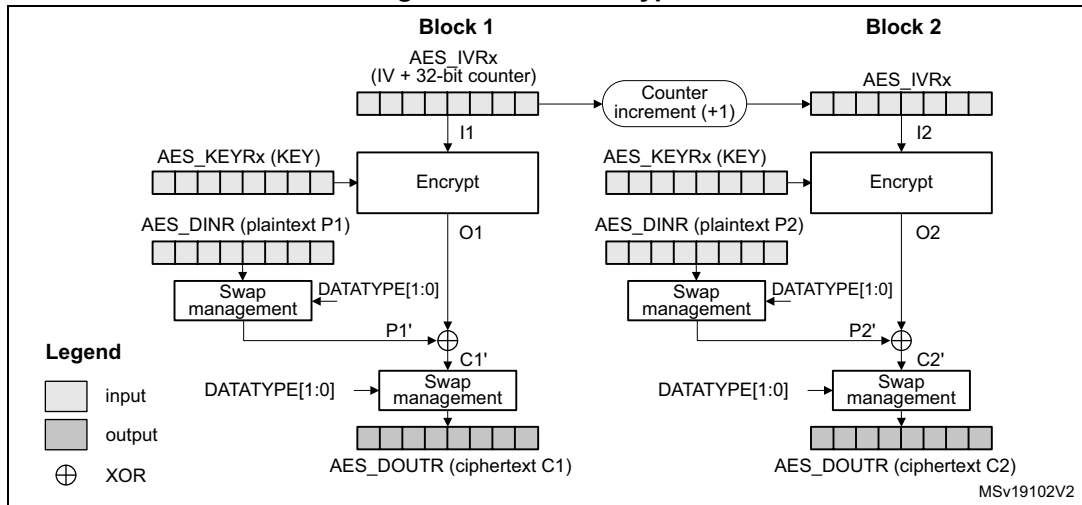 Block 1
Block 2
AES_IVRx
(IV + 32-bit counter)
Counter
increment (+1)
AES_IVRx
I1
I2
AES_KEYRx (KEY)
Encrypt
AES_KEYRx (KEY)
Encrypt
AES_DINR (plaintext P1)
O1
AES_DINR (plaintext P2)
O2
Swap
management
DATATYPE[1:0]
Swap
management
DATATYPE[1:0]
P1'
P2'
Legend
C1'
C2'
input
DATATYPE[1:0]
Swap
management
DATATYPE[1:0]
Swap
management
output
XOR
AES_DOUTR (ciphertext C1)
AES_DOUTR (ciphertext C2)
MSv19102V2